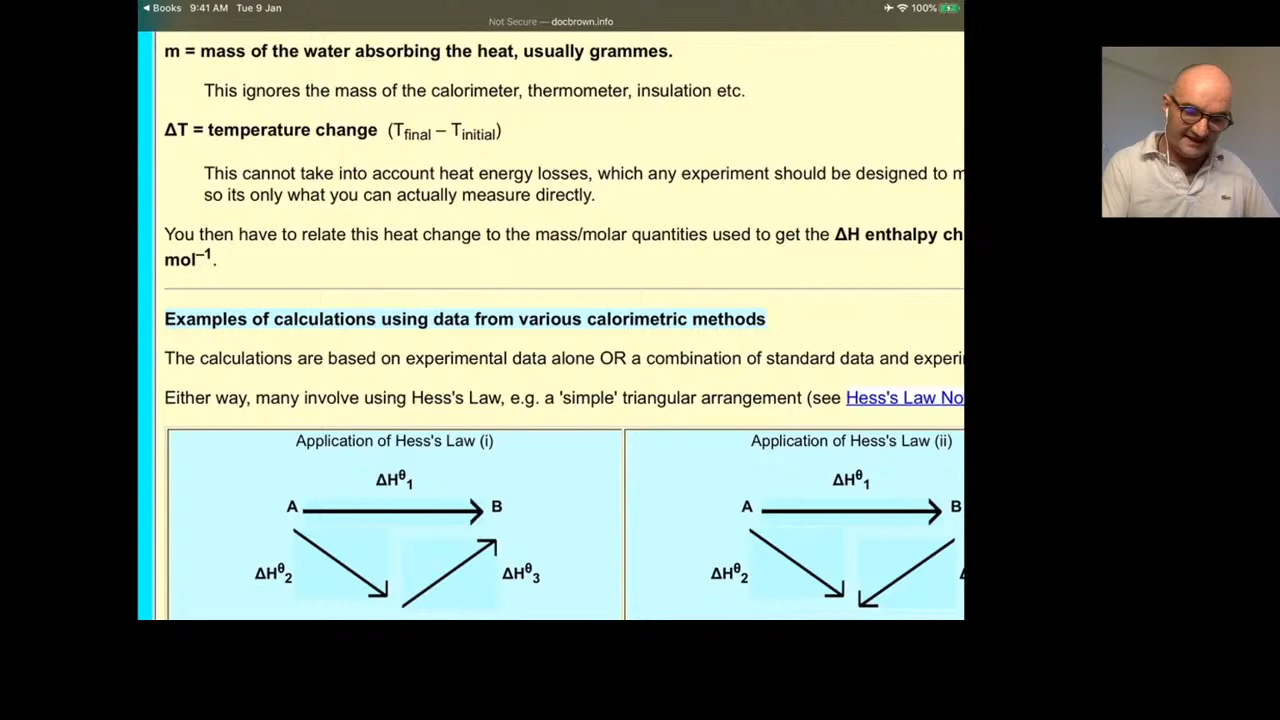 Books 9:41 AM Tue 9 Jan 100%
Not Secure — docbrown.info
m = mass of the water absorbing the heat, usually grammes.
This ignores the mass of the calorimeter, thermometer, insulation etc.
ΔT = temperature change (Tfinal – Tinitial)
This cannot take into account heat energy losses, which any experiment should be designed to m
so its only what you can actually measure directly.
You then have to relate this heat change to the mass/molar quantities used to get the ΔH enthalpy ch
mol–1.
Examples of calculations using data from various calorimetric methods
The calculations are based on experimental data alone OR a combination of standard data and experi
Either way, many involve using Hess's Law, e.g. a 'simple' triangular arrangement (see Hess's Law No
Application of Hess's Law (i)
ΔHθ1
A B
ΔHθ2 ΔHθ3
Application of Hess's Law (ii)
ΔHθ1
A B
ΔHθ2